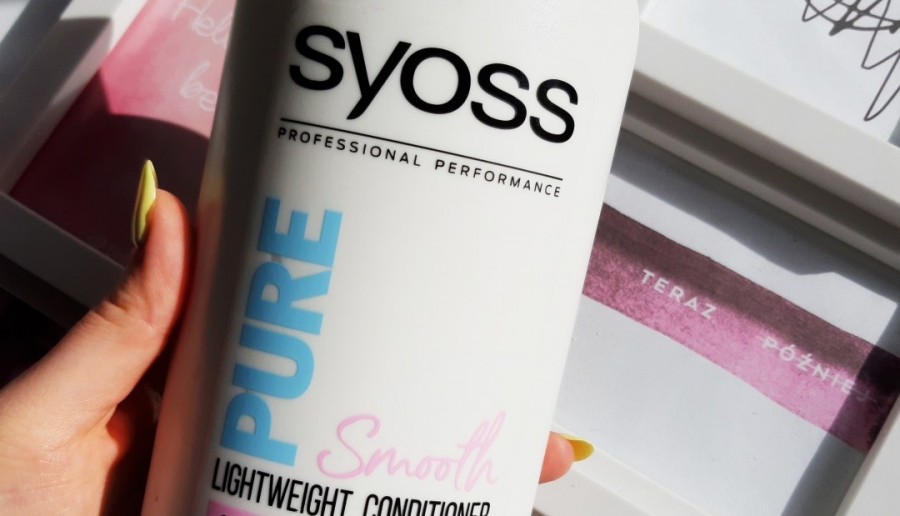 syoss
PROFESSIONAL PERFORMANCE
PURE
Smooth
LIGHTWEIGHT CONDITIONER
TERAZ PÓŹNIEJ